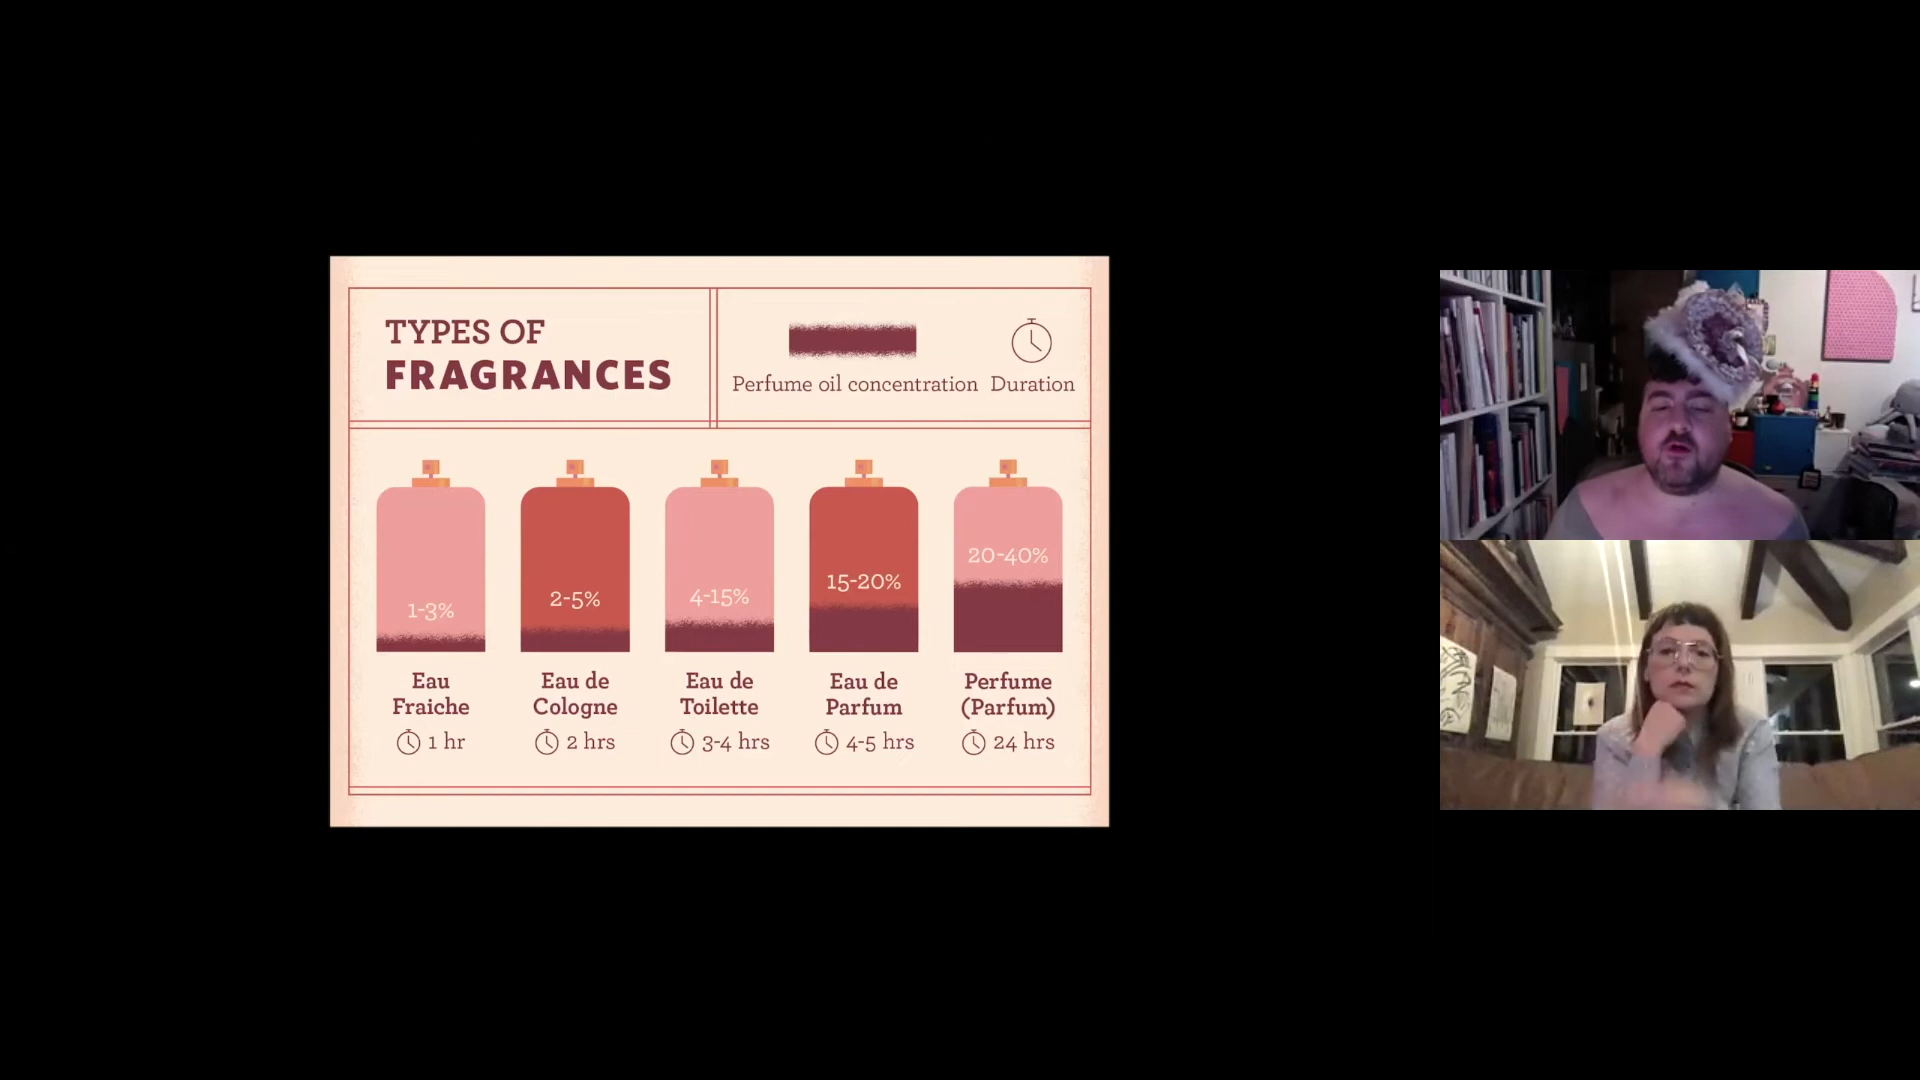 TYPES OF
FRAGRANCES
Perfume oil concentration
Duration
1-3%
2-5%
4-15%
15-20%
20-40%
Eau
Fraiche
1 hr
Eau de
Cologne
2 hrs
Eau de
Toilette
3-4 hrs
Eau de
Parfum
4-5 hrs
Perfume
(Parfum)
24 hrs